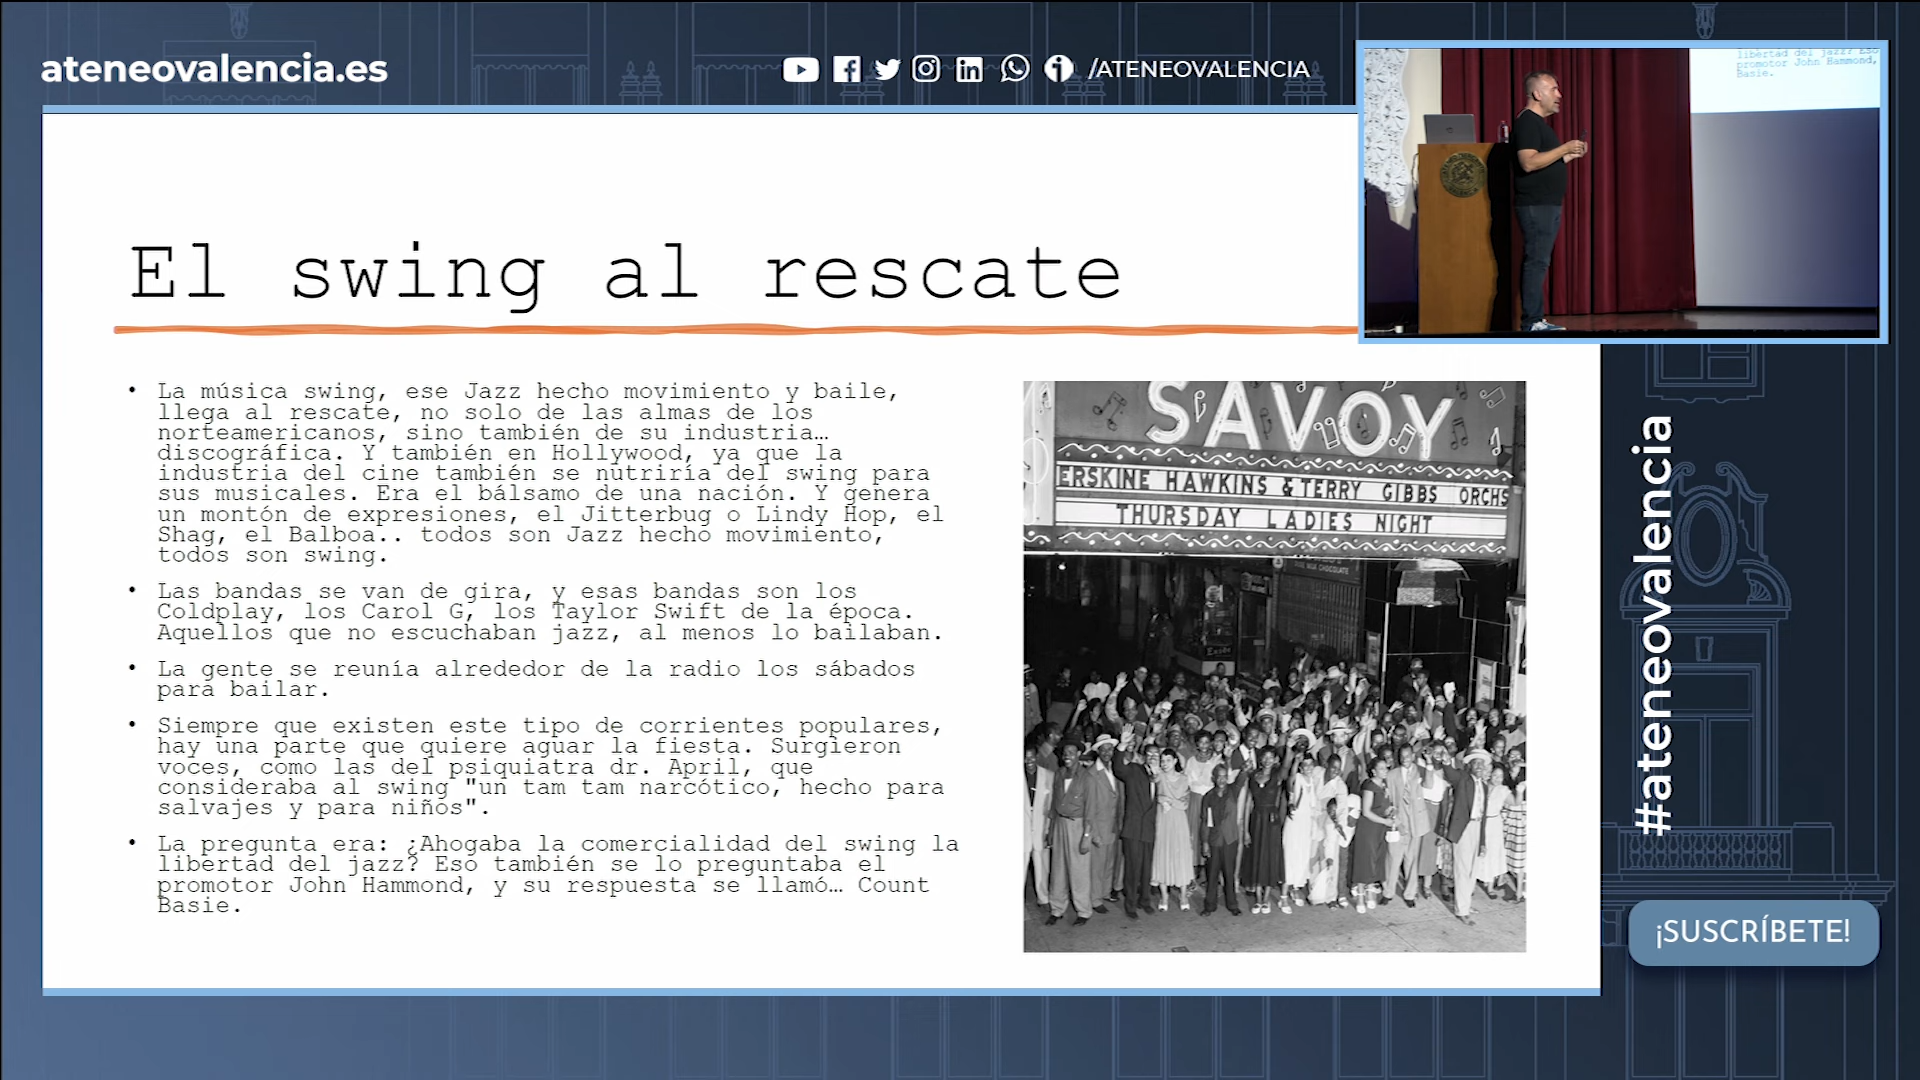 ateneovalencia.es
/ATENEOVALENCIA
libertad del jazz? Eso
promotor John Hammond,
Basie.
El swing al rescate
• La música swing, ese Jazz hecho movimiento y baile,
llega al rescate, no solo de las almas de los
norteamericanos, sino también de su industria…
discográfica. Y también en Hollywood, ya que la
industria del cine también se nutriría del swing para
sus musicales. Era el bálsamo de una nación. Y genera
un montón de expresiones, el Jitterbug o Lindy Hop, el
Shag, el Balboa.. todos son Jazz hecho movimiento,
todos son swing.
• Las bandas se van de gira, y esas bandas son los
Coldplay, los Carol G, los Taylor Swift de la época.
Aquellos que no escuchaban jazz, al menos lo bailaban.
• La gente se reunía alrededor de la radio los sábados
para bailar.
• Siempre que existen este tipo de corrientes populares,
hay una parte que quiere aguar la fiesta. Surgieron
voces, como las del psiquiatra dr. April, que
consideraba al swing "un tam tam narcótico, hecho para
salvajes y para niños".
• La pregunta era: ¿Ahogaba la comercialidad del swing la
libertad del jazz? Eso también se lo preguntaba el
promotor John Hammond, y su respuesta se llamó… Count
Basie.
SAVOY
ERSKINE HAWKINS & TERRY GIBBS ORCHS
THURSDAY LADIES NIGHT
#ateneovalencia
¡SUSCRÍBETE!